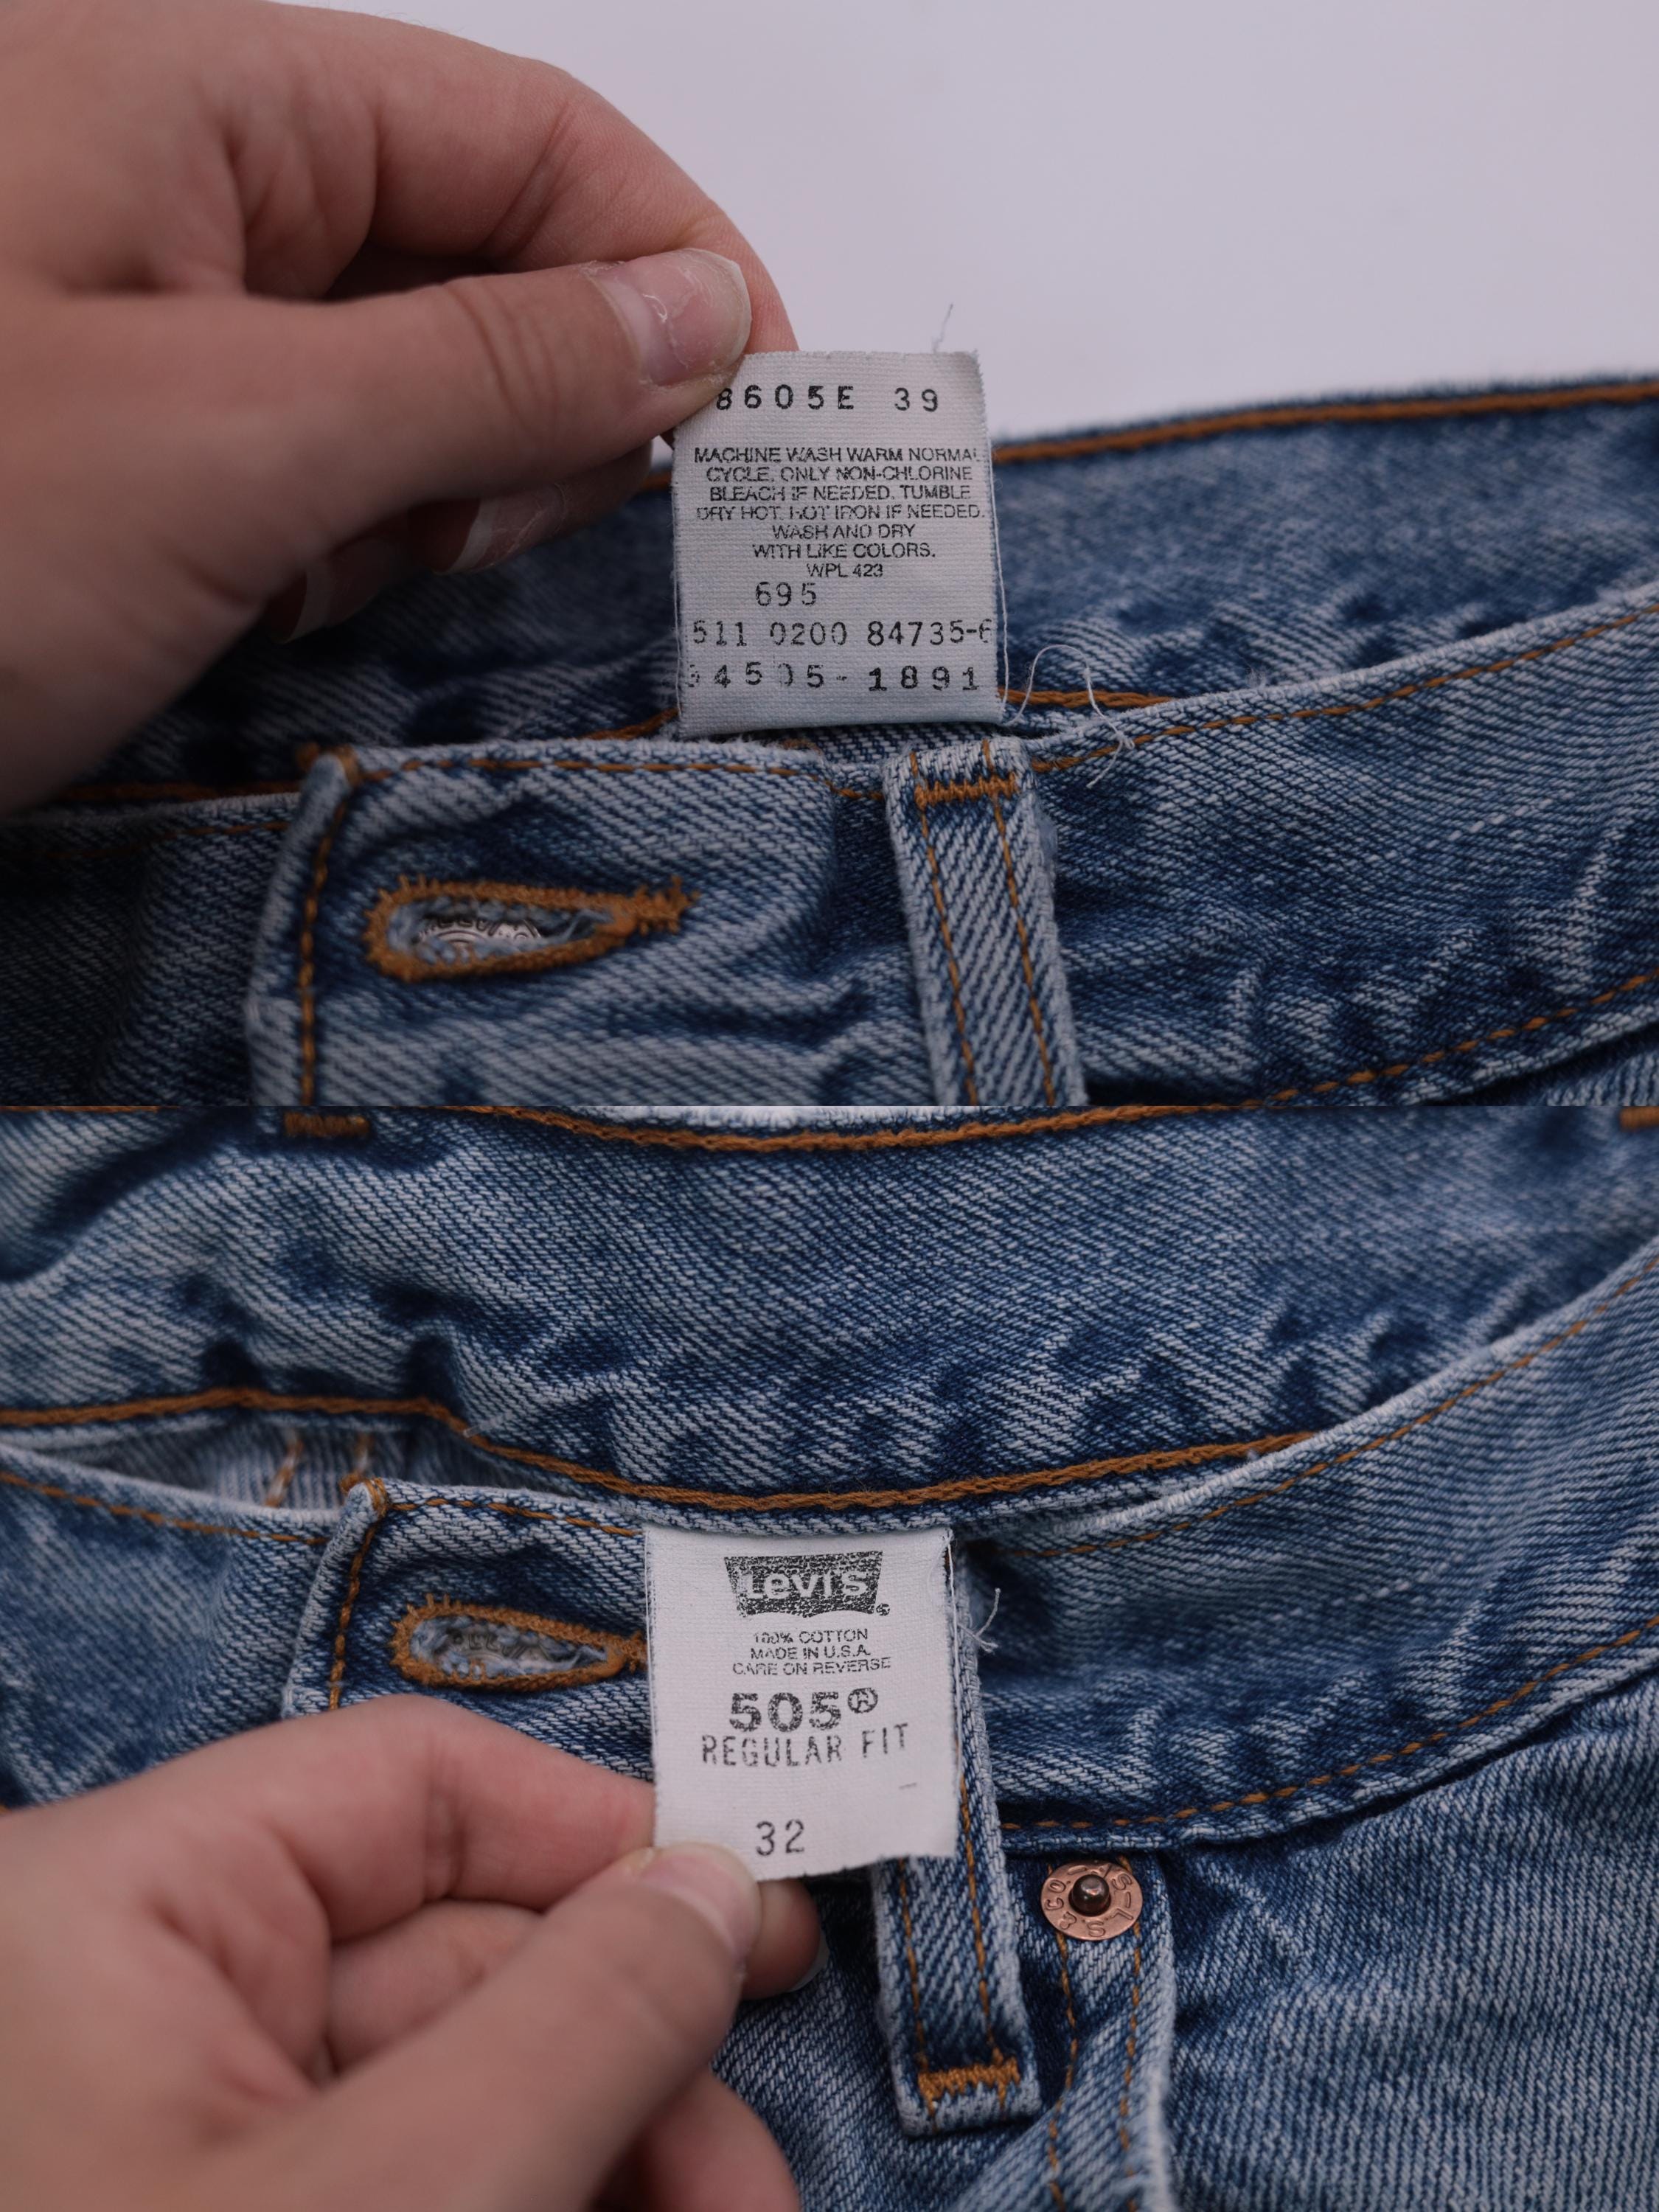 8605E 39
MACHINE WASH WARM NORMAL
CYCLE. ONLY NON-CHLORINE
BLEACH IF NEEDED. TUMBLE
DRY HOT. HOT IRON IF NEEDED.
WASH AND DRY
WITH LIKE COLORS.
WPL 423
695
511 0200 84735-6
34505-1891
LEVI'S
100% COTTON
MADE IN U.S.A.
CARE ON REVERSE
505®
REGULAR FIT
32
L.S.&CO.